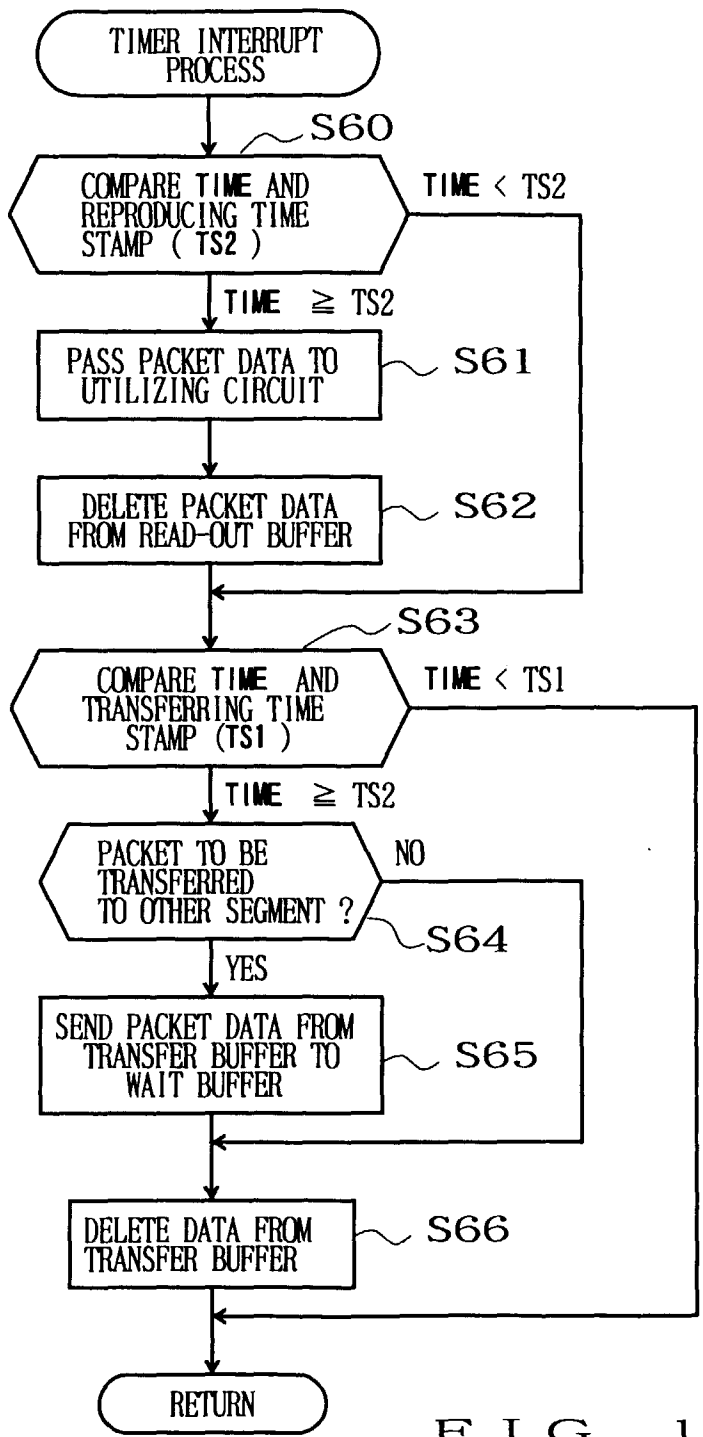 TIMER INTERRUPT
PROCESS
S60
COMPARE TIME AND
REPRODUCING TIME
STAMP ( TS2 )
TIME < TS2
TIME ≧ TS2
PASS PACKET DATA TO
UTILIZING CIRCUIT
S61
DELETE PACKET DATA
FROM READ-OUT BUFFER
S62
S63
COMPARE TIME AND
TRANSFERRING TIME
STAMP (TS1 )
TIME < TS1
TIME ≧ TS2
PACKET TO BE
TRANSFERRED
TO OTHER SEGMENT ?
NO
S64
YES
SEND PACKET DATA FROM
TRANSFER BUFFER TO
WAIT BUFFER
S65
DELETE DATA FROM
TRANSFER BUFFER
S66
RETURN
FIG. 1